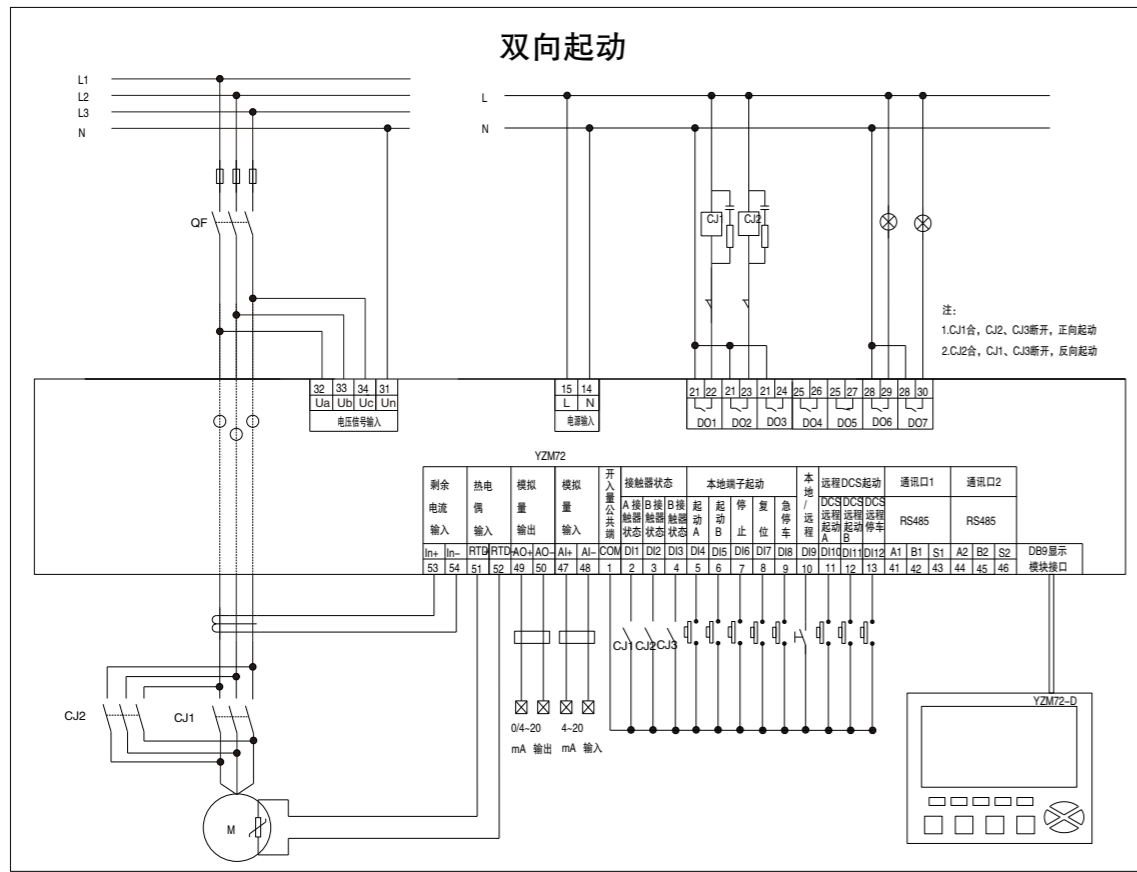 双向起动
L1
L2
L3
N
L
N
QF
CJ1
CJ2
注：
1.CJ1合，CJ2、CJ3断开，正向起动
2.CJ2合，CJ1、CJ3断开，反向起动
32 33 34 31
Ua Ub Uc Un
电压信号输入
15 14
L N
电源输入
21 22 21 23 21 24 25 26 25 27 28 29 28 30
DO1 DO2 DO3 DO4 DO5 DO6 DO7
YZM72
剩余电流输入
热电偶输入
模拟量输出
模拟量输入
开入量公共端
接触器状态
A接触器状态
B接触器状态
B接触器状态
本地端子起动
起动A
起动B
停止
复位
急停车
本地/远程
远程DCS起动
DCS远程起动A
DCS远程起动B
DCS远程停车
通讯口1
RS485
通讯口2
RS485
In+ In- RTD RTD AO+ AO- AI+ AI- COM DI1 DI2 DI3 DI4 DI5 DI6 DI7 DI8 DI9 DI10 DI11 DI12 A1 B1 S1 A2 B2 S2
DB9显示
模块接口
53 54 51 52 49 50 47 48 1 2 3 4 5 6 7 8 9 10 11 12 13 41 42 43 44 45 46
CJ1 CJ2 CJ3
CJ2
CJ1
0/4~20
mA 输出
4~20
mA 输入
M
YZM72-D